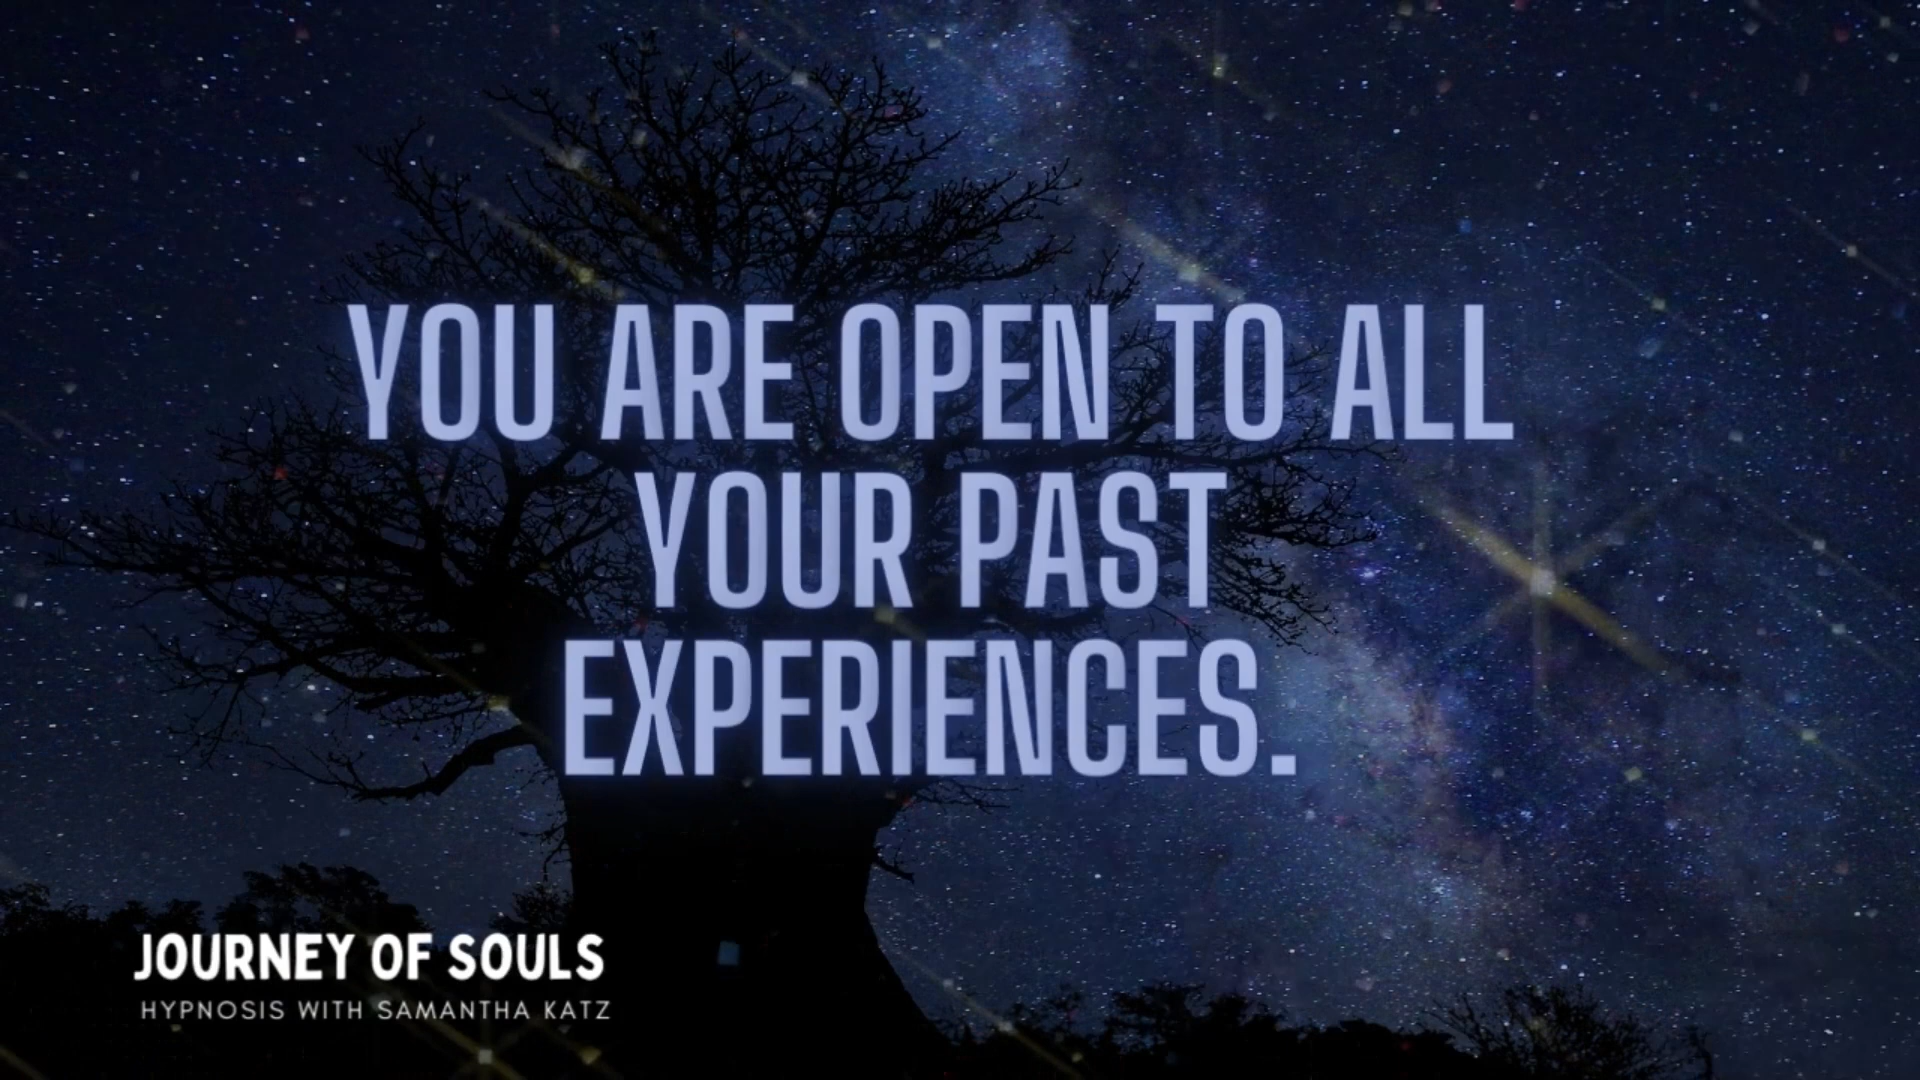 YOU ARE OPEN TO ALL
YOUR PAST
EXPERIENCES.
JOURNEY OF SOULS
HYPNOSIS WITH SAMANTHA KATZ